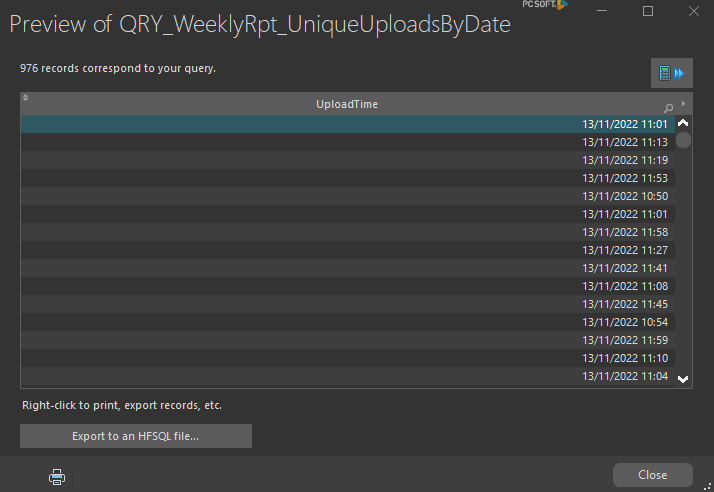 PC SOFT
Preview of QRY_WeeklyRpt_UniqueUploadsByDate
976 records correspond to your query.
UploadTime
13/11/2022 11:01
13/11/2022 11:13
13/11/2022 11:19
13/11/2022 11:53
13/11/2022 10:50
13/11/2022 11:01
13/11/2022 11:58
13/11/2022 11:27
13/11/2022 11:41
13/11/2022 11:08
13/11/2022 11:45
13/11/2022 10:54
13/11/2022 11:59
13/11/2022 11:10
13/11/2022 11:04
Right-click to print, export records, etc.
Export to an HFSQL file...
Close